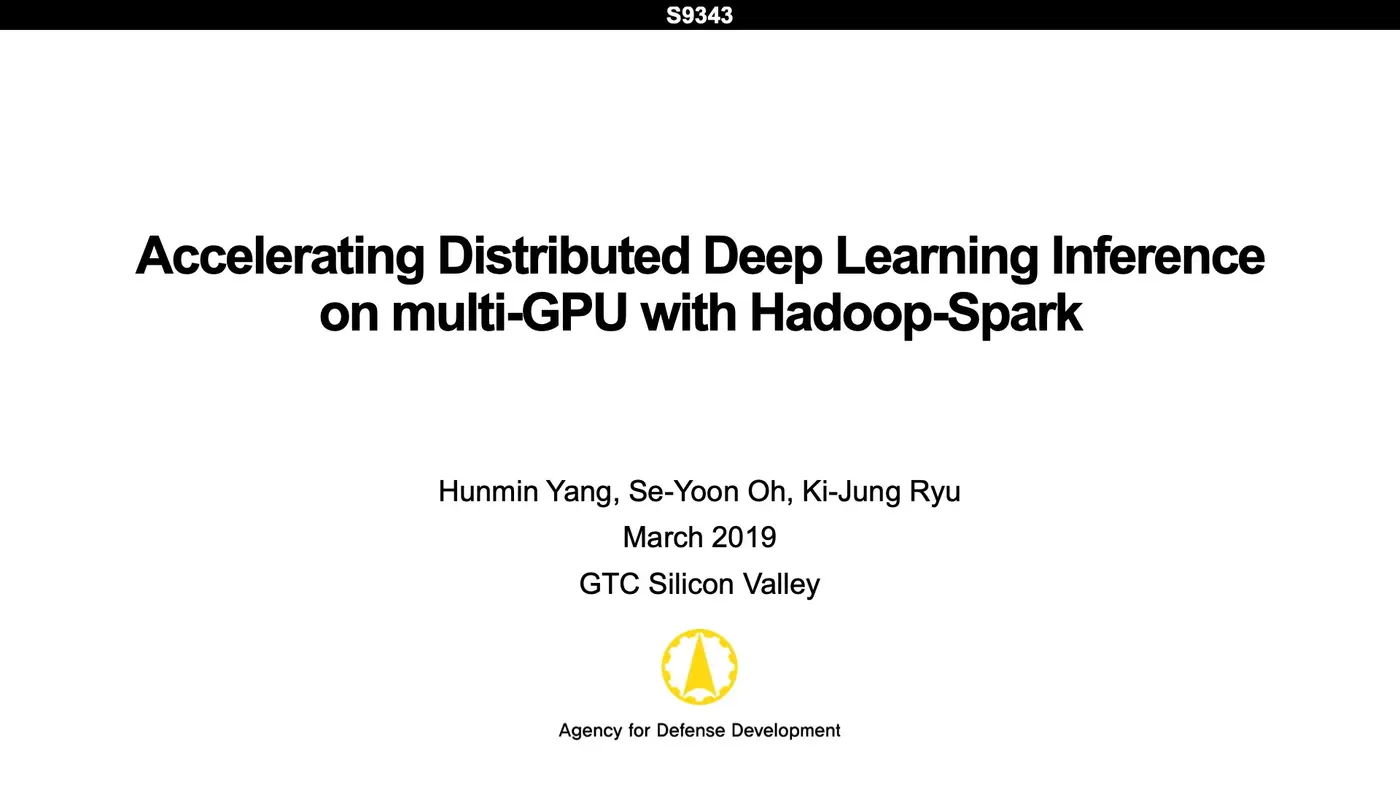 S9343
Accelerating Distributed Deep Learning Inference
on multi-GPU with Hadoop-Spark
Hunmin Yang, Se-Yoon Oh, Ki-Jung Ryu
March 2019
GTC Silicon Valley
Agency for Defense Development